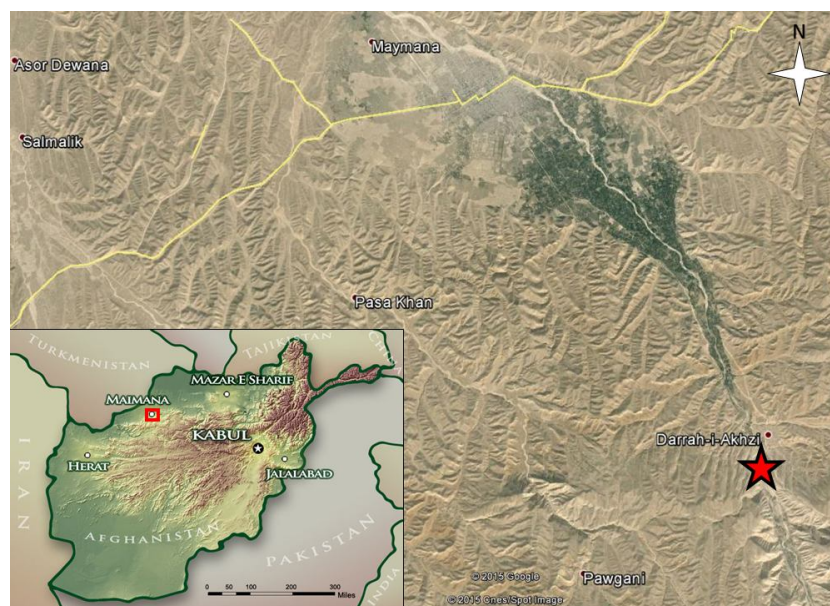 Maymana
N
Asor Dewana
Salmalik
Pasa Khan
Darrah-i-Akhzi
Pawgani
© 2015 Google
© 2015 Cnes/Spot Image
TURKMENISTAN
TAJIKISTAN
MAZAR E SHARIF
MAIMANA
KABUL
HERAT
JALALABAD
IRAN
AFGHANISTAN
PAKISTAN
INDIA
0 50 100 200 300
Miles